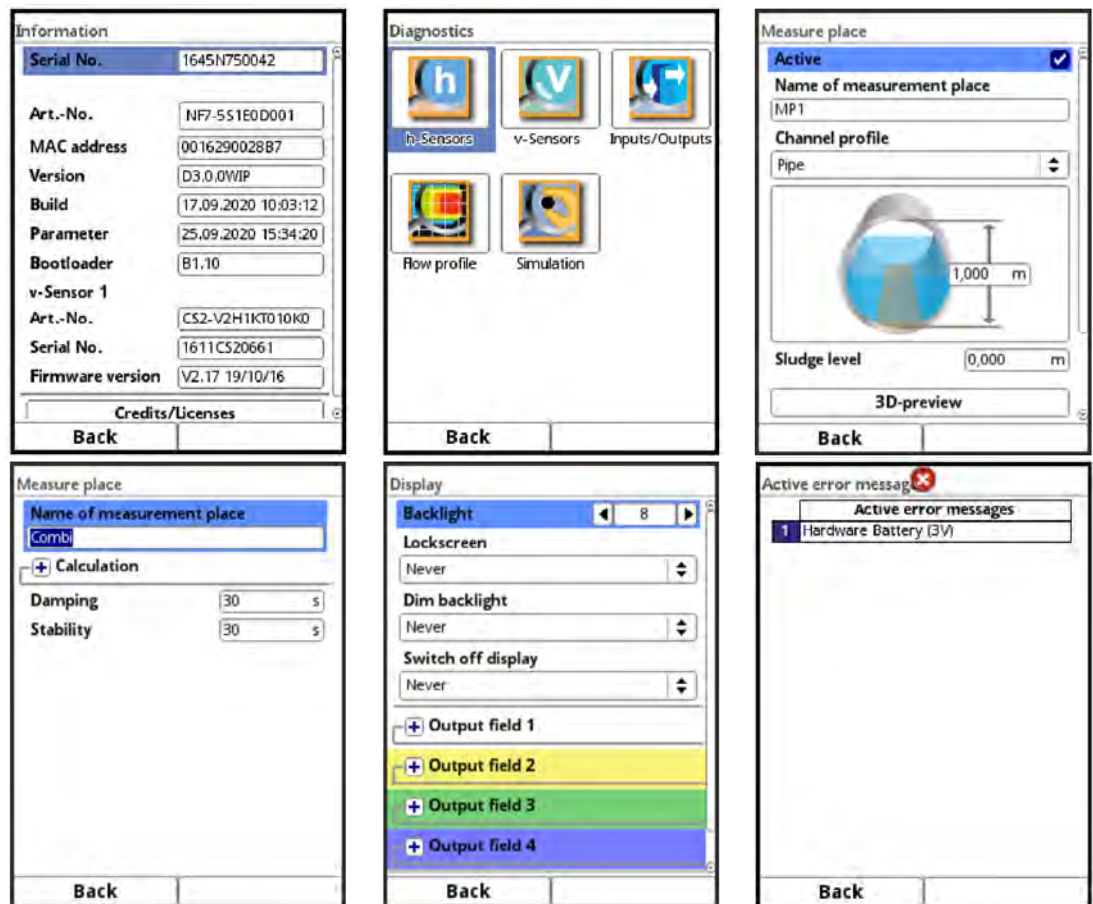 Information
Serial No. 1645N750042
Art.-No. NF7-5S1E0D001
MAC address 0016290028B7
Version D3.0.0WIP
Build 17.09.2020 10:03:12
Parameter 25.09.2020 15:34:20
Bootloader B1.10
v-Sensor 1
Art.-No. CS2-V2H1KT010K0
Serial No. 1611CS20661
Firmware version V2.17 19/10/16
Credits/Licenses
Back
Diagnostics
h
V
h-Sensors v-Sensors Inputs/Outputs
Flow profile Simulation
Back
Measure place
Active
Name of measurement place
MP1
Channel profile
Pipe
1,000 m
Sludge level 0,000 m
3D-preview
Back
Measure place
Name of measurement place
Combi
+ Calculation
Damping 30 s
Stability 30 s
Back
Display
Backlight 8
Lockscreen
Never
Dim backlight
Never
Switch off display
Never
+ Output field 1
+ Output field 2
+ Output field 3
+ Output field 4
Back
Active error messag
Active error messages
1 Hardware Battery (3V)
Back